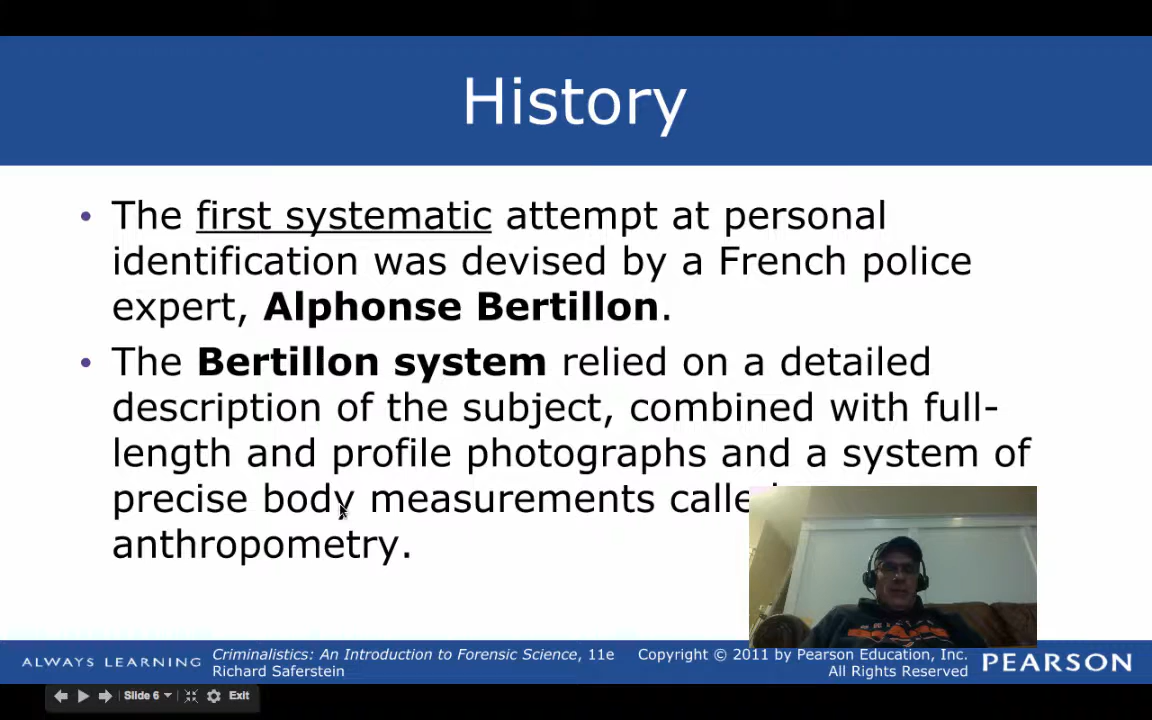 History
• The first systematic attempt at personal
identification was devised by a French police
expert, Alphonse Bertillon.
• The Bertillon system relied on a detailed
description of the subject, combined with full-
length and profile photographs and a system of
precise body measurements called
anthropometry.
ALWAYS LEARNING
Criminalistics: An Introduction to Forensic Science, 11e
Richard Saferstein
Copyright © 2011 by Pearson Education, Inc.
All Rights Reserved
PEARSON
Slide 6
Exit